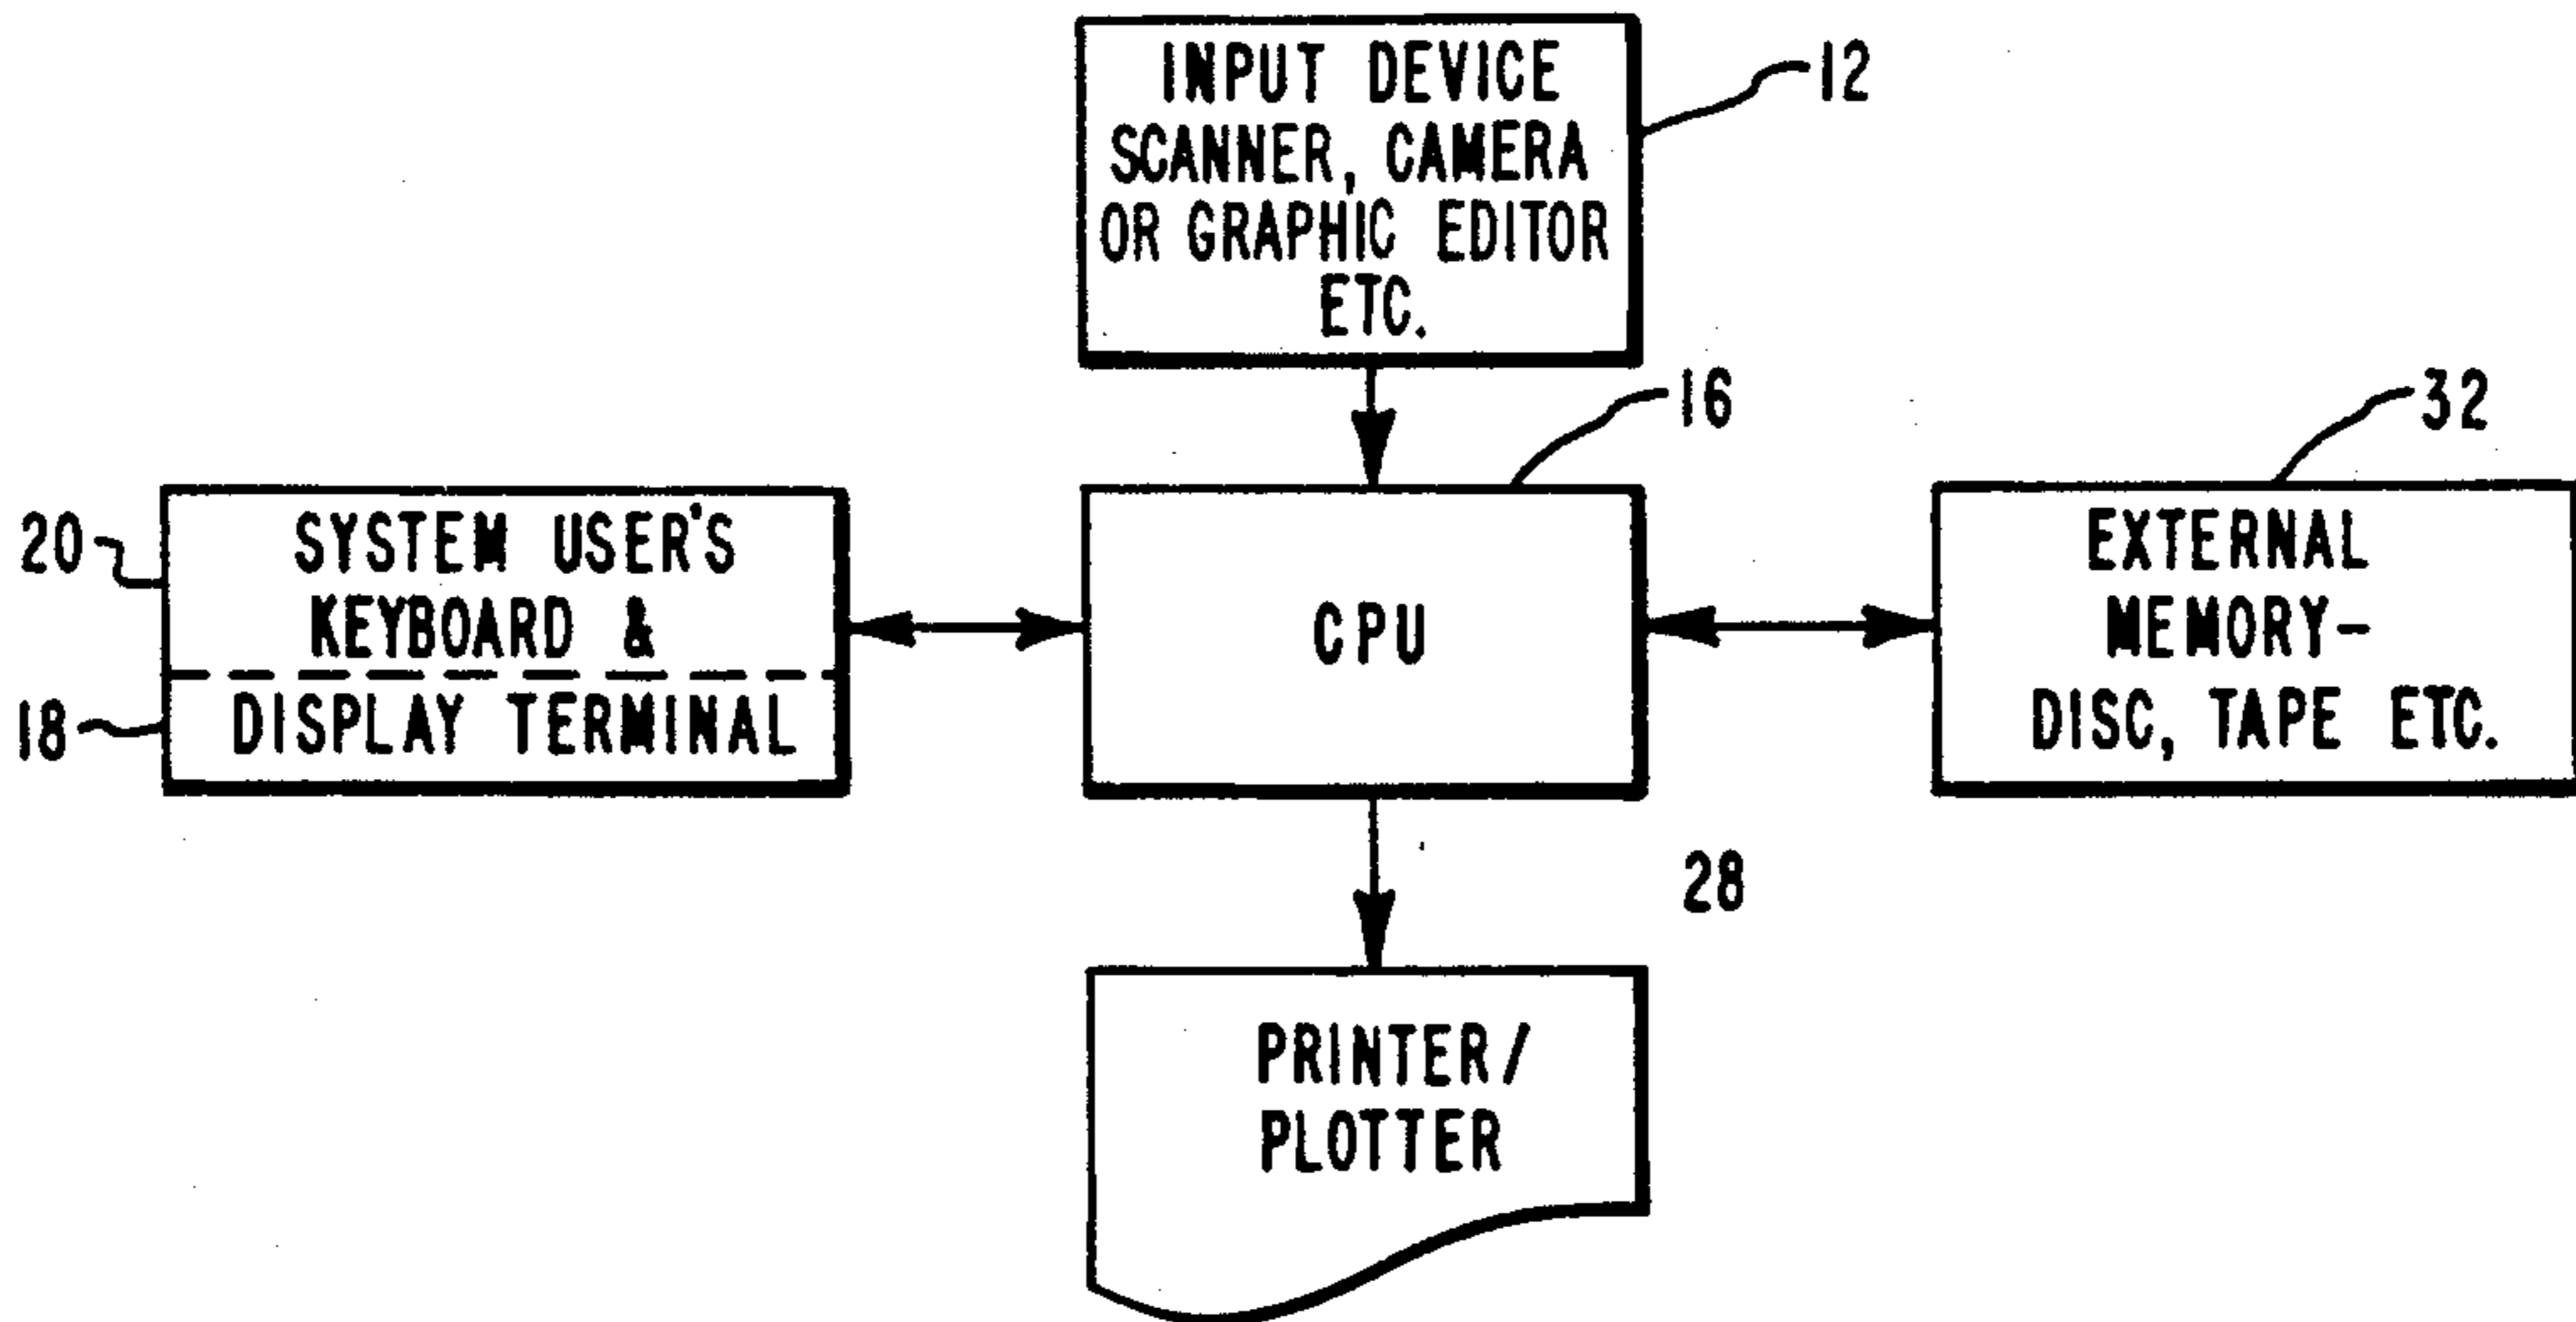 INPUT DEVICE
SCANNER, CAMERA
OR GRAPHIC EDITOR
ETC.
12
16
32
20
SYSTEM USER'S
KEYBOARD &
18
DISPLAY TERMINAL
CPU
EXTERNAL
MEMORY-
DISC, TAPE ETC.
28
PRINTER/
PLOTTER